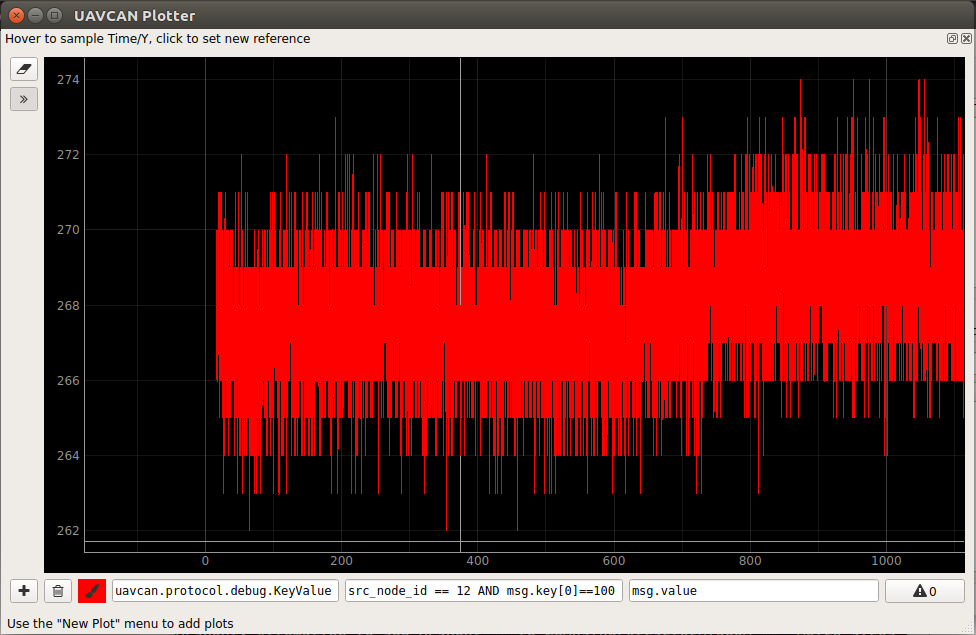 UAVCAN Plotter
Hover to sample Time/Y, click to set new reference
274
272
270
268
266
264
262
0 200 400 600 800 1000
uavcan.protocol.debug.KeyValue src_node_id == 12 AND msg.key[0]==100 msg.value 0
Use the "New Plot" menu to add plots